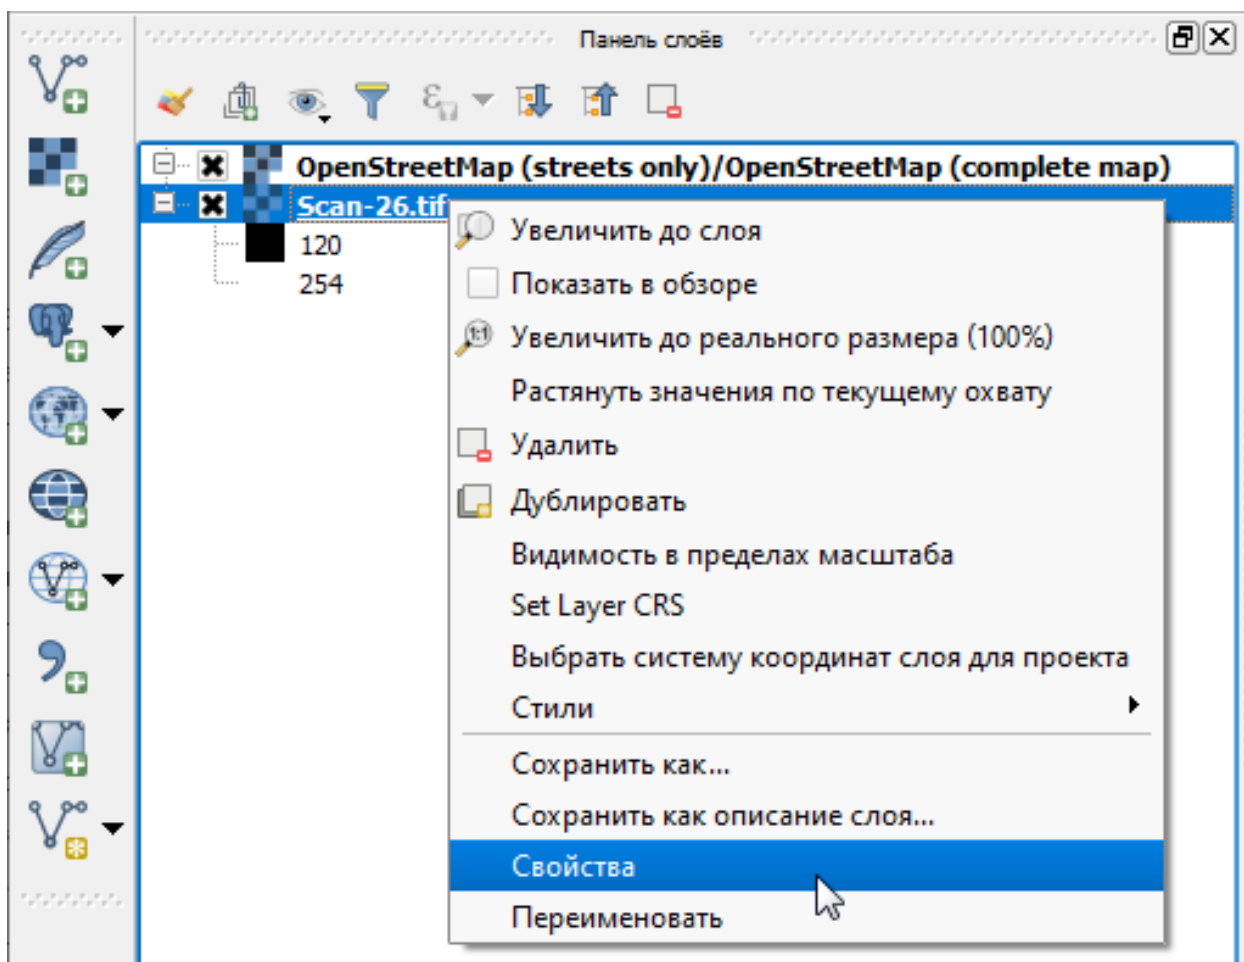 Панель слоёв
OpenStreetMap (streets only)/OpenStreetMap (complete map)
Scan-26.tif
120
254
Увеличить до слоя
Показать в обзоре
1:1 Увеличить до реального размера (100%)
Растянуть значения по текущему охвату
Удалить
Дублировать
Видимость в пределах масштаба
Set Layer CRS
Выбрать систему координат слоя для проекта
Стили
Сохранить как...
Сохранить как описание слоя...
Свойства
Переименовать